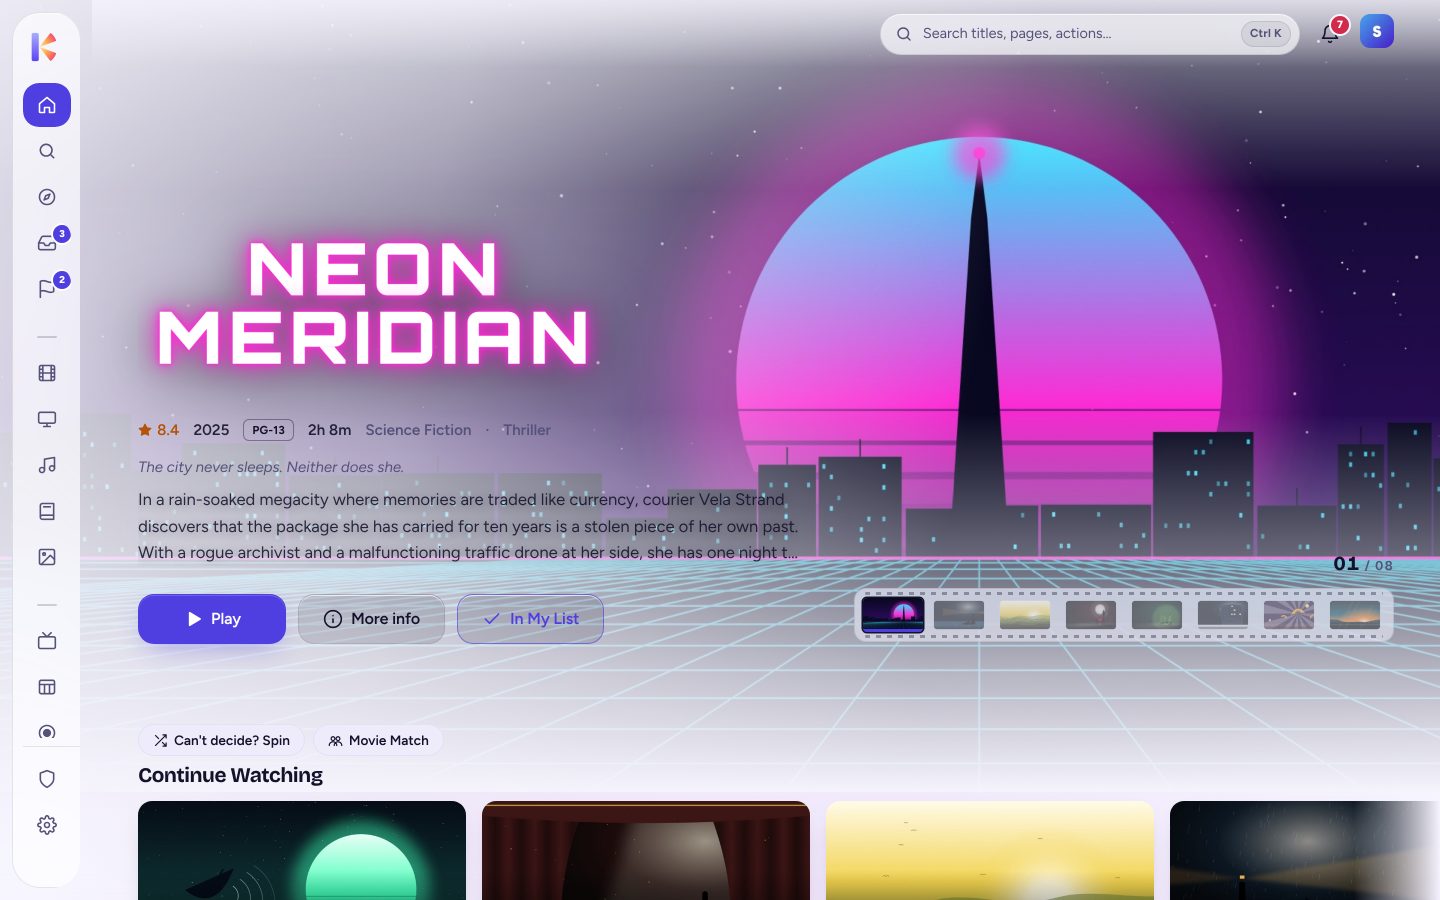 Search titles, pages, actions...
Ctrl K
7
S
3
2
NEON
MERIDIAN
8.4 2025 PG-13 2h 8m Science Fiction · Thriller
The city never sleeps. Neither does she.
In a rain-soaked megacity where memories are traded like currency, courier Vela Strand
discovers that the package she has carried for ten years is a stolen piece of her own past.
With a rogue archivist and a malfunctioning traffic drone at her side, she has one night t...
01 / 08
Play
More info
In My List
Can't decide? Spin
Movie Match
Continue Watching